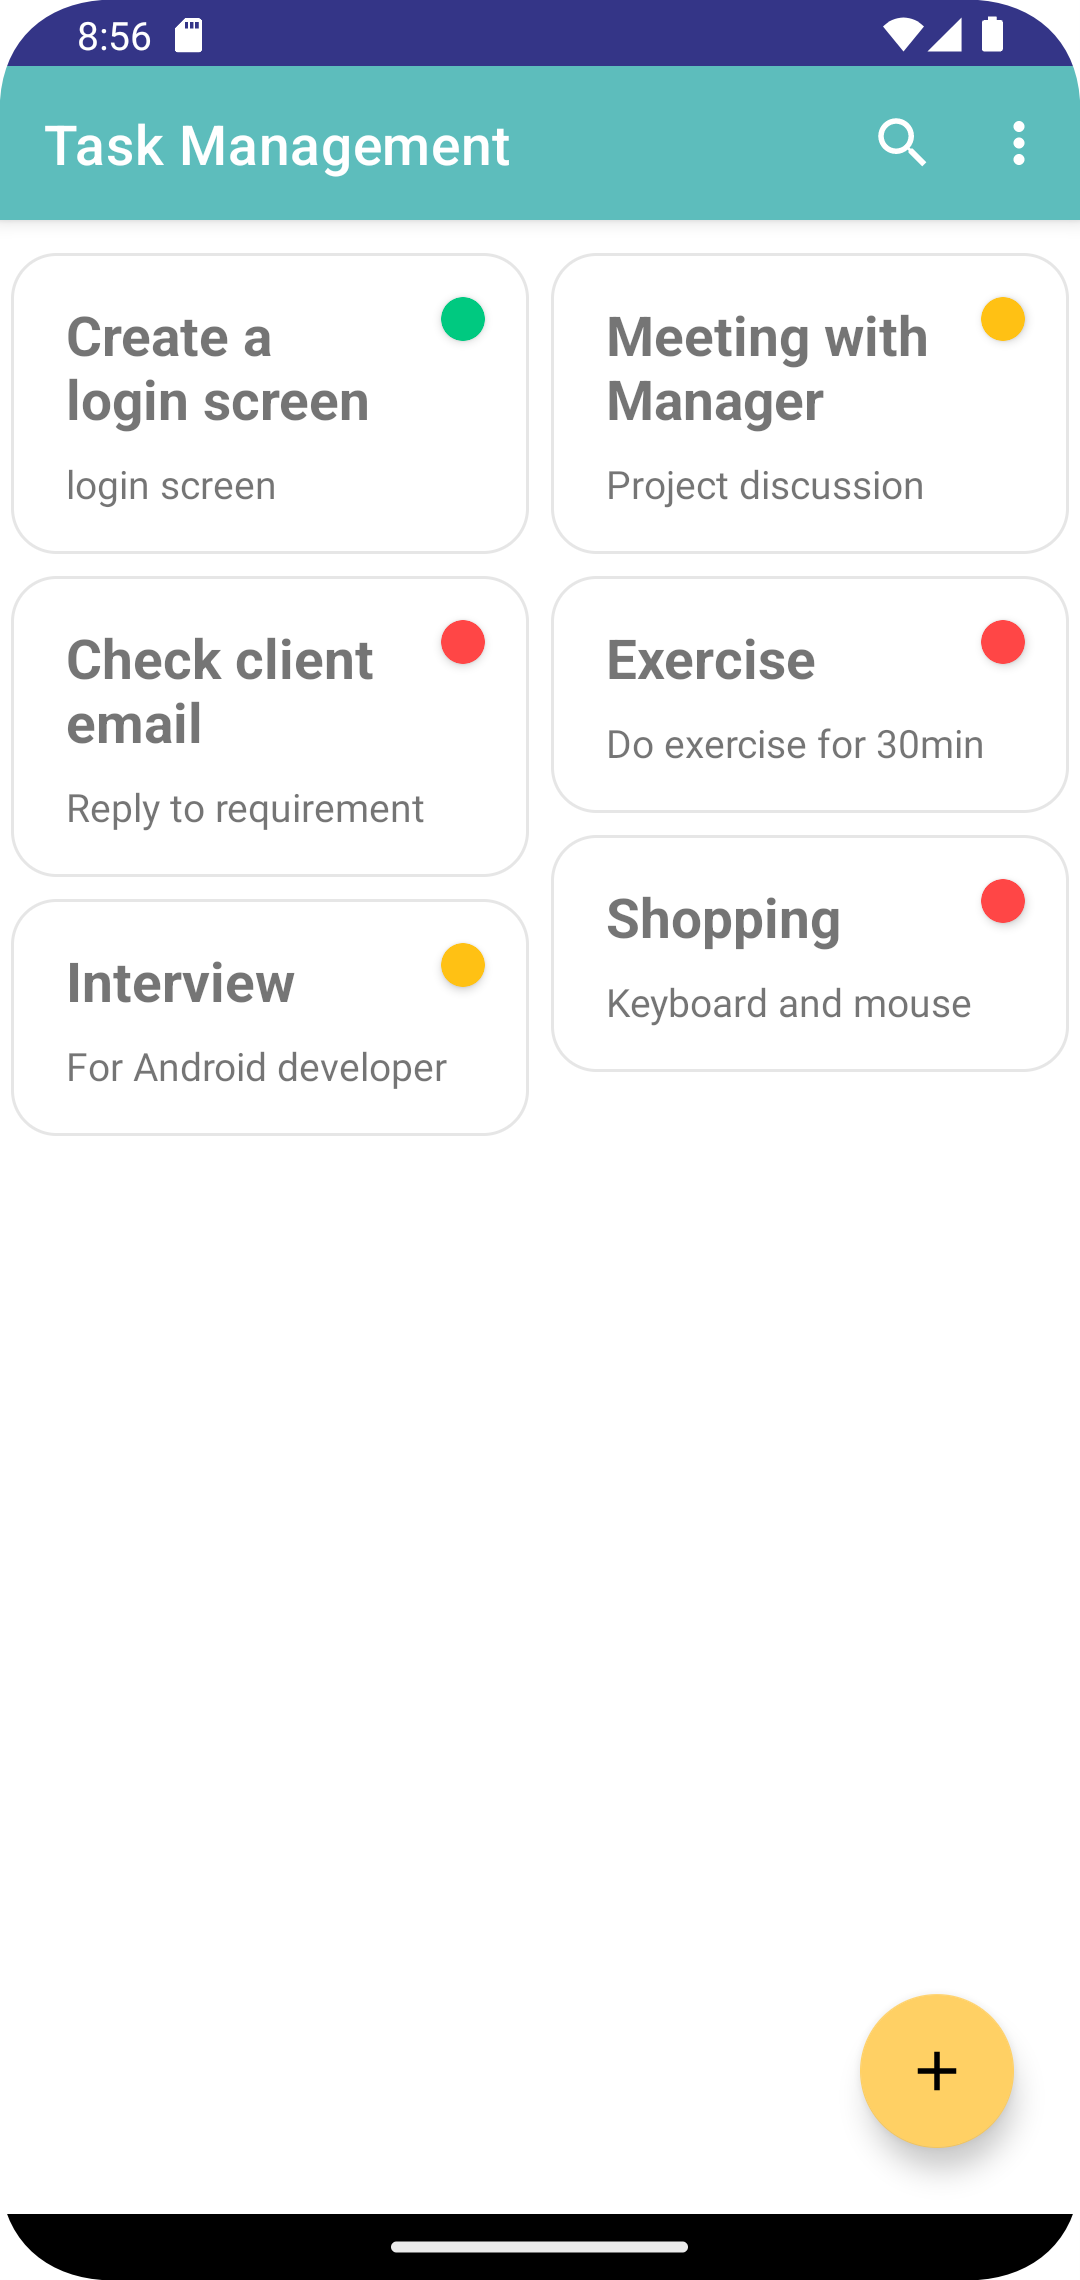 8:56
Task Management
Create a
login screen
login screen
Meeting with
Manager
Project discussion
Check client
email
Reply to requirement
Exercise
Do exercise for 30min
Interview
For Android developer
Shopping
Keyboard and mouse